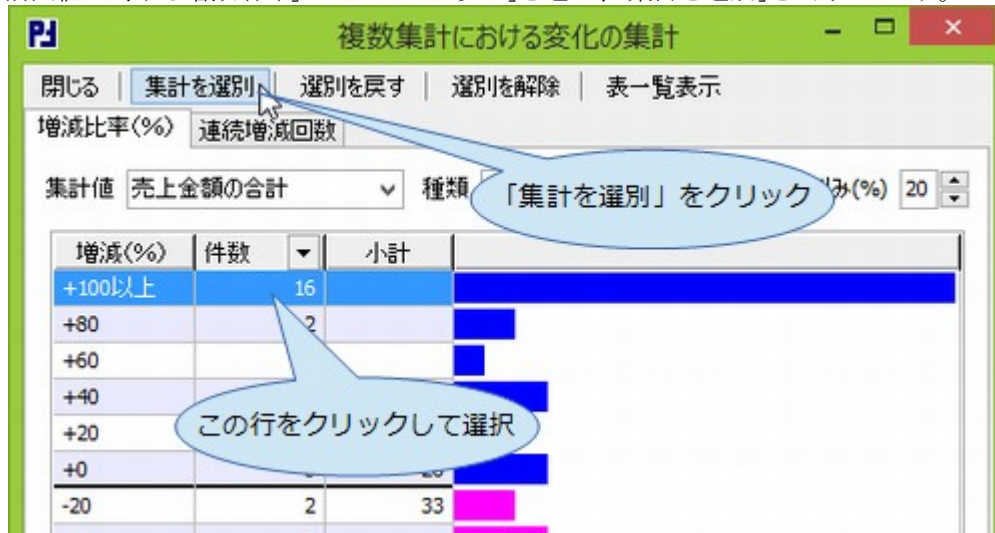 複数集計における変化の集計
閉じる 集計を選別 選別を戻す 選別を解除 表一覧表示
増減比率(%) 連続増減回数
集計値 売上金額の合計 種類 (%) 20
「集計を選別」をクリック
増減(%) 件数 小計
+100以上 16
+80 2
+60
+40
この行をクリックして選択
+20
+0
-20 2 33